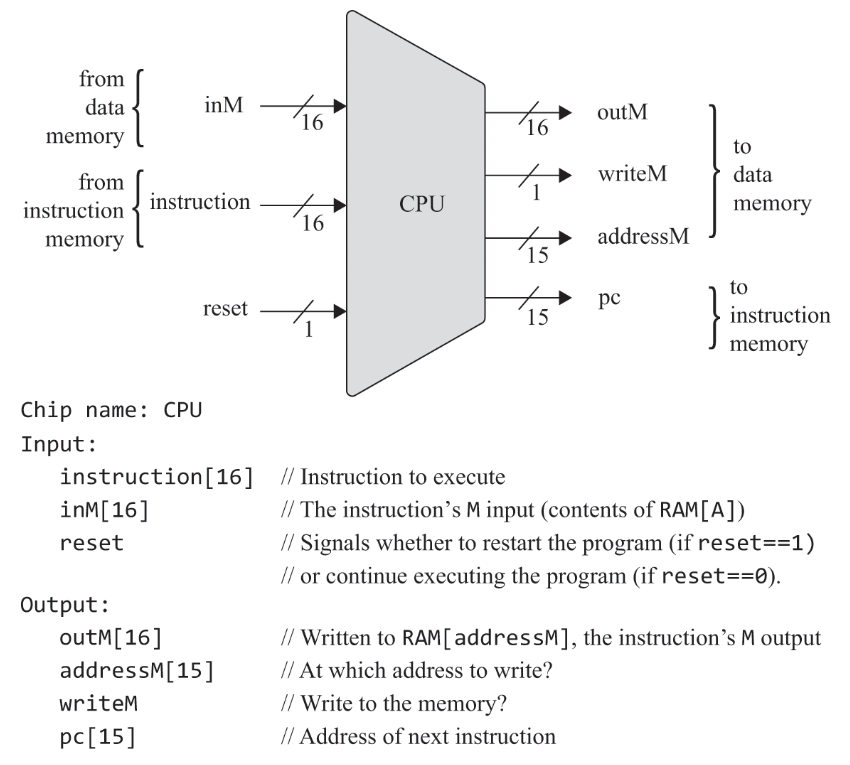 from
data
memory
inM
16
from
instruction
memory
instruction
16
reset
1
CPU
16
outM
1
writeM
15
addressM
15
pc
to
data
memory
to
instruction
memory
Chip name: CPU
Input:
instruction[16] // Instruction to execute
inM[16] // The instruction’s M input (contents of RAM[A])
reset // Signals whether to restart the program (if reset==1)
// or continue executing the program (if reset==0).
Output:
outM[16] // Written to RAM[addressM], the instruction’s M output
addressM[15] // At which address to write?
writeM // Write to the memory?
pc[15] // Address of next instruction